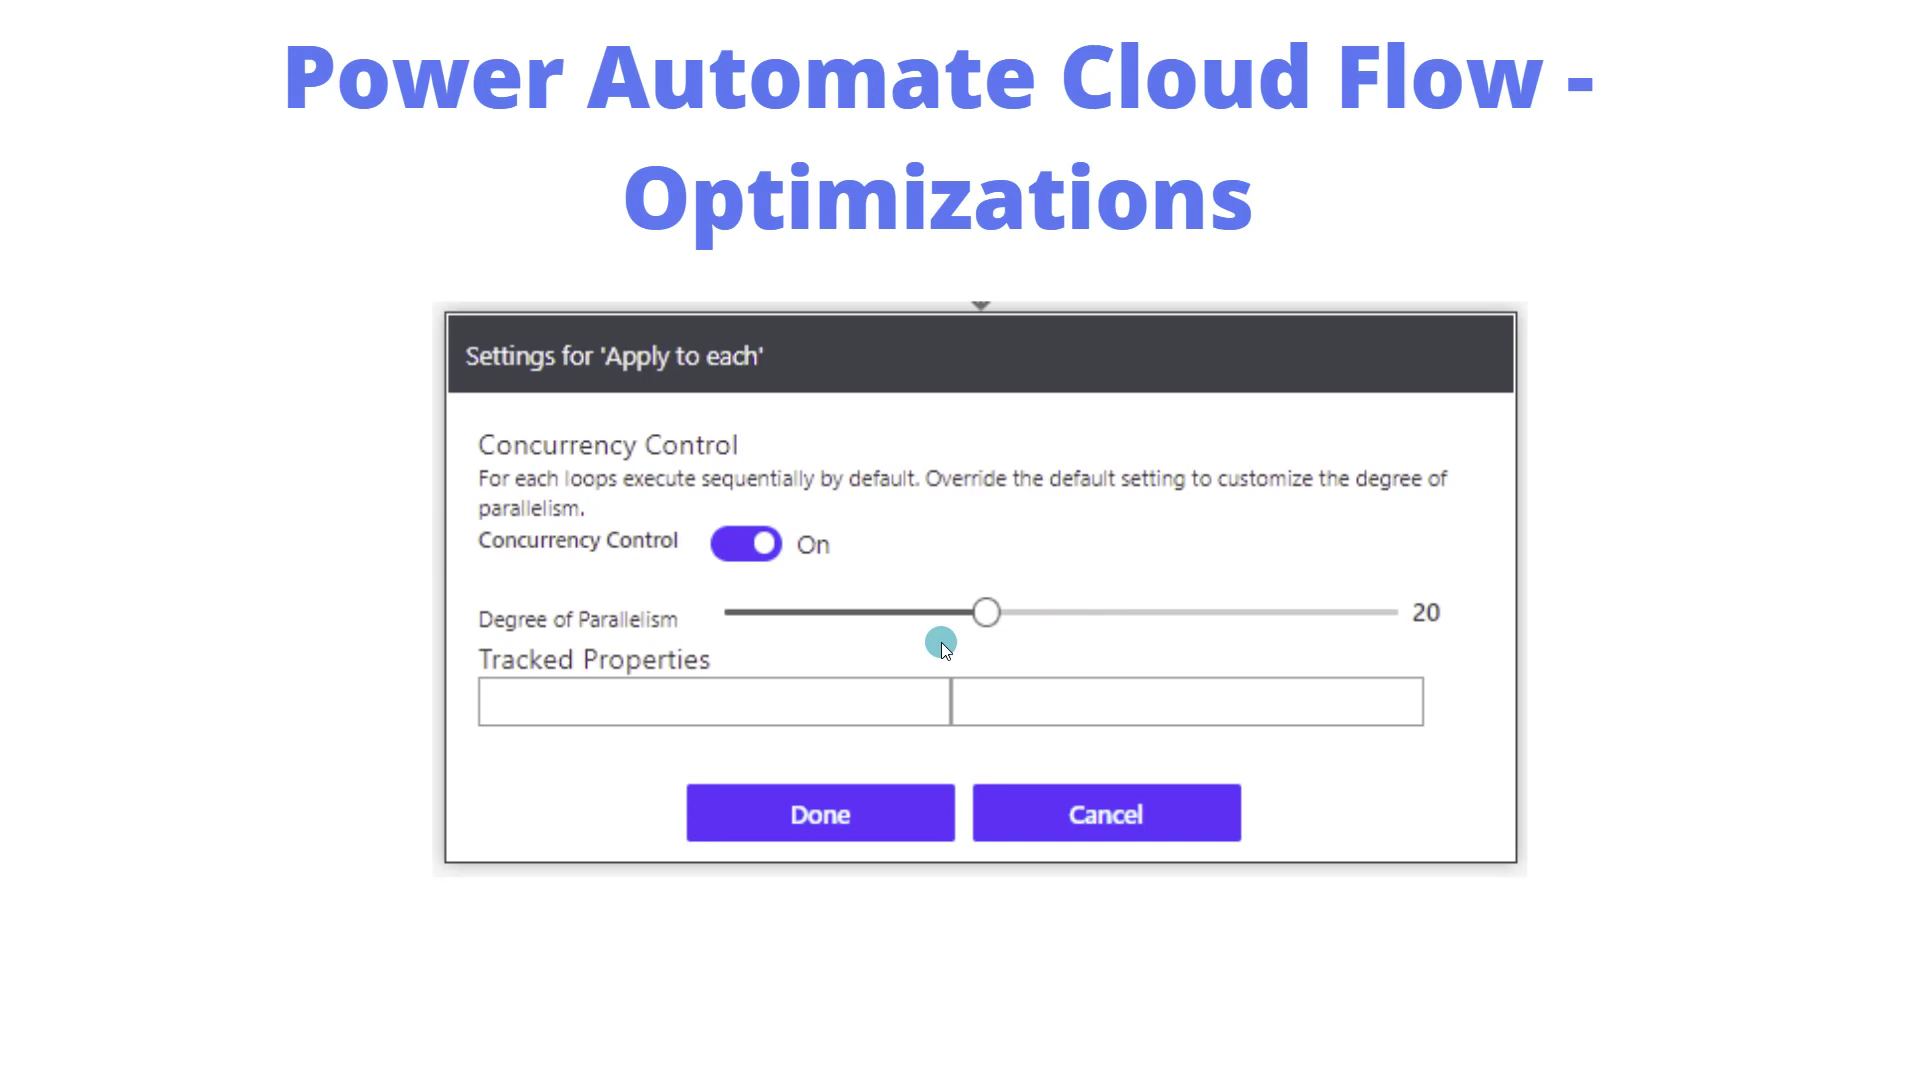 Power Automate Cloud Flow -
Optimizations
Settings for 'Apply to each'
Concurrency Control
For each loops execute sequentially by default. Override the default setting to customize the degree of
parallelism.
Concurrency Control On
Degree of Parallelism 20
Tracked Properties
Done Cancel